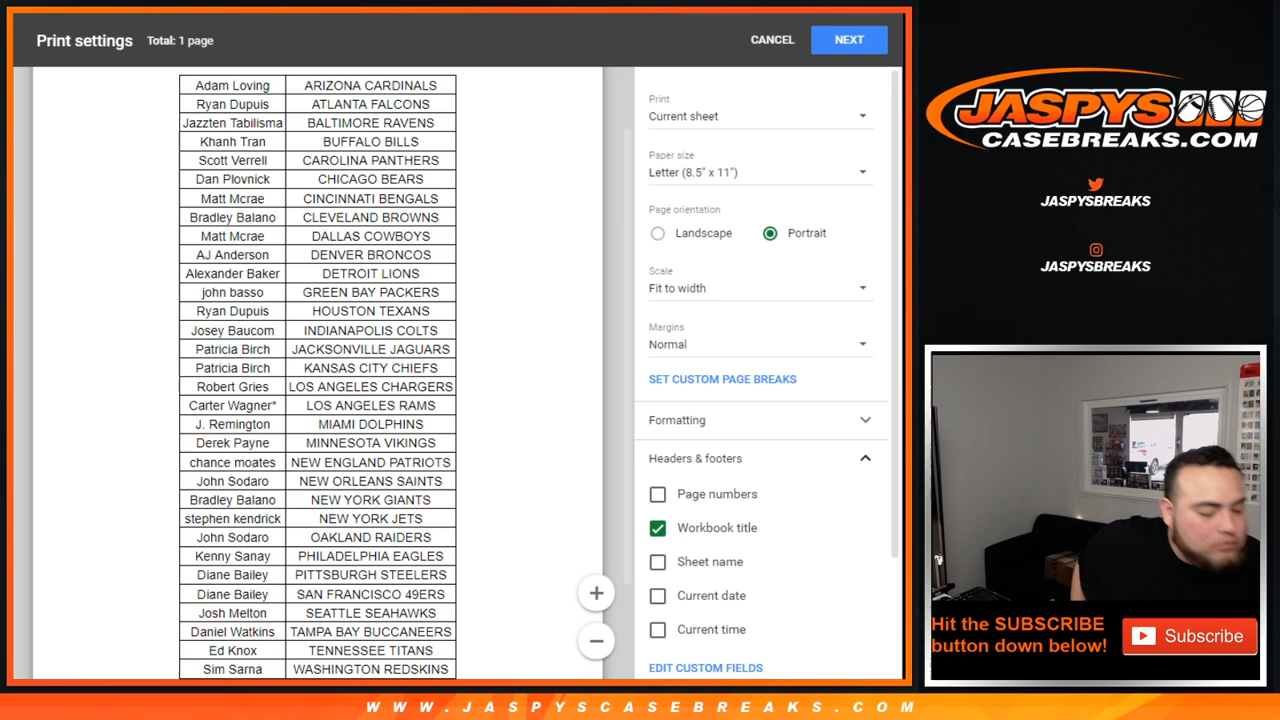 Print settings Total: 1 page CANCEL NEXT
Adam Loving ARIZONA CARDINALS
Ryan Dupuis ATLANTA FALCONS
Jazzten Tabilisma BALTIMORE RAVENS
Khanh Tran BUFFALO BILLS
Scott Verrell CAROLINA PANTHERS
Dan Plovnick CHICAGO BEARS
Matt Mcrae CINCINNATI BENGALS
Bradley Balano CLEVELAND BROWNS
Matt Mcrae DALLAS COWBOYS
AJ Anderson DENVER BRONCOS
Alexander Baker DETROIT LIONS
john basso GREEN BAY PACKERS
Ryan Dupuis HOUSTON TEXANS
Josey Baucom INDIANAPOLIS COLTS
Patricia Birch JACKSONVILLE JAGUARS
Patricia Birch KANSAS CITY CHIEFS
Robert Gries LOS ANGELES CHARGERS
Carter Wagner* LOS ANGELES RAMS
J. Remington MIAMI DOLPHINS
Derek Payne MINNESOTA VIKINGS
chance moates NEW ENGLAND PATRIOTS
John Sodaro NEW ORLEANS SAINTS
Bradley Balano NEW YORK GIANTS
stephen kendrick NEW YORK JETS
John Sodaro OAKLAND RAIDERS
Kenny Sanay PHILADELPHIA EAGLES
Diane Bailey PITTSBURGH STEELERS
Diane Bailey SAN FRANCISCO 49ERS
Josh Melton SEATTLE SEAHAWKS
Daniel Watkins TAMPA BAY BUCCANEERS
Ed Knox TENNESSEE TITANS
Sim Sarna WASHINGTON REDSKINS
Print
Current sheet
Paper size
Letter (8.5" x 11")
Page orientation
Landscape Portrait
Scale
Fit to width
Margins
Normal
SET CUSTOM PAGE BREAKS
Formatting
Headers & footers
Page numbers
Workbook title
Sheet name
Current date
Current time
EDIT CUSTOM FIELDS
JASPYS
CASEBREAKS.COM
JASPYSBREAKS
JASPYSBREAKS
Hit the SUBSCRIBE
button down below!
Subscribe
WWW.JASPYSCASEBREAKS.COM